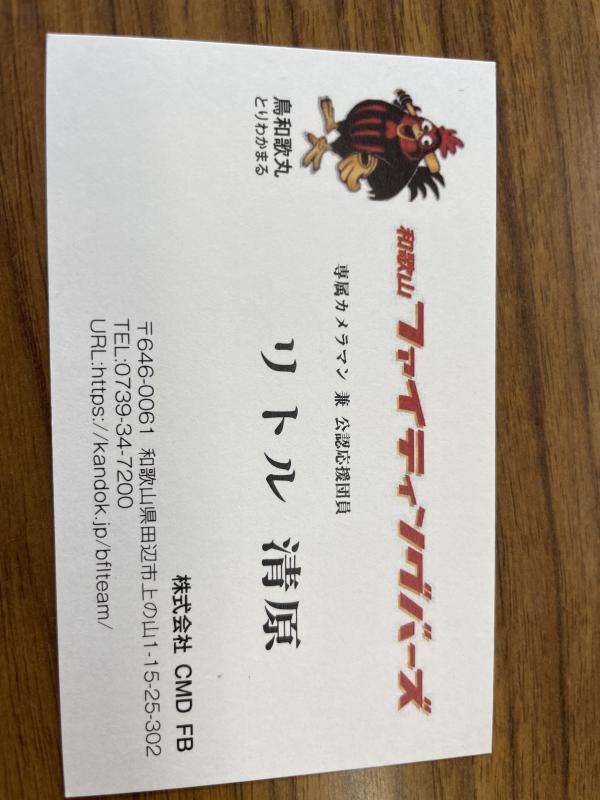 和歌山 ファイティングバーズ
鳥和歌丸
とりわかまる
専属カメラマン 兼 公認応援団員
リトル 清原
株式会社 CMD FB
〒646-0061 和歌山県田辺市上の山1-15-25-302
TEL:0739-34-7200
URL:https://kandok.jp/bflteam/